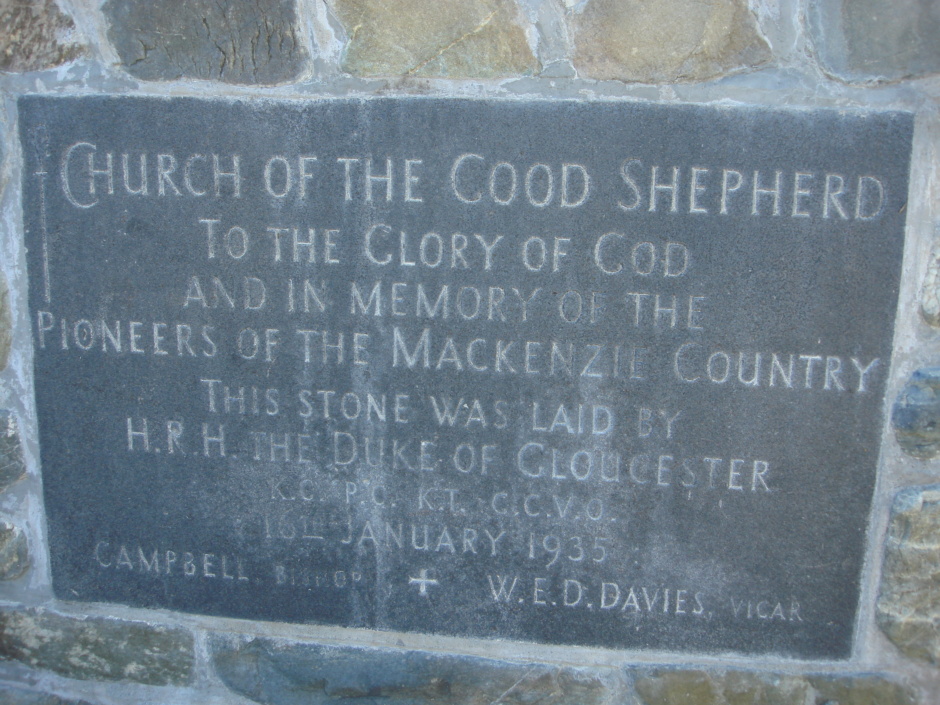 CHURCH OF THE GOOD SHEPHERD
TO THE GLORY OF GOD
AND IN MEMORY OF THE
PIONEERS OF THE MACKENZIE COUNTRY
THIS STONE WAS LAID BY
H.R.H. THE DUKE OF GLOUCESTER
K.G. P.C. K.T. G.C.V.O.
16TH JANUARY 1935
CAMPBELL, BISHOP + W.E.D. DAVIES, VICAR